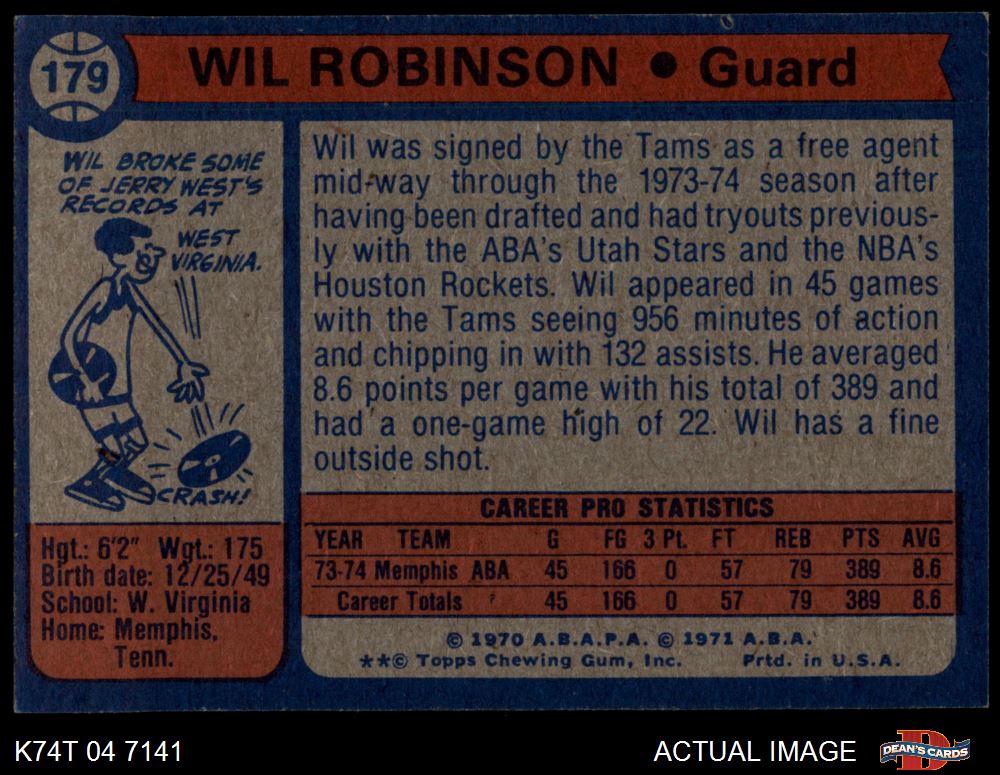 179
WIL ROBINSON ● Guard
WIL BROKE SOME
OF JERRY WEST'S
RECORDS AT
WEST
VIRGINIA.
CRASH!
Hgt.: 6'2" Wgt.: 175
Birth date: 12/25/49
School: W. Virginia
Home: Memphis,
Tenn.
Wil was signed by the Tams as a free agent
mid-way through the 1973-74 season after
having been drafted and had tryouts previous-
ly with the ABA's Utah Stars and the NBA's
Houston Rockets. Wil appeared in 45 games
with the Tams seeing 956 minutes of action
and chipping in with 132 assists. He averaged
8.6 points per game with his total of 389 and
had a one-game high of 22. Wil has a fine
outside shot.
CAREER PRO STATISTICS
YEAR TEAM G FG 3 Pt. FT REB PTS AVG
73-74 Memphis ABA 45 166 0 57 79 389 8.6
Career Totals 45 166 0 57 79 389 8.6
© 1970 A.B.A.P.A. © 1971 A.B.A.
**© Topps Chewing Gum, Inc. Prtd. in U.S.A.
K74T 04 7141
ACTUAL IMAGE
D
DEAN'S CARDS